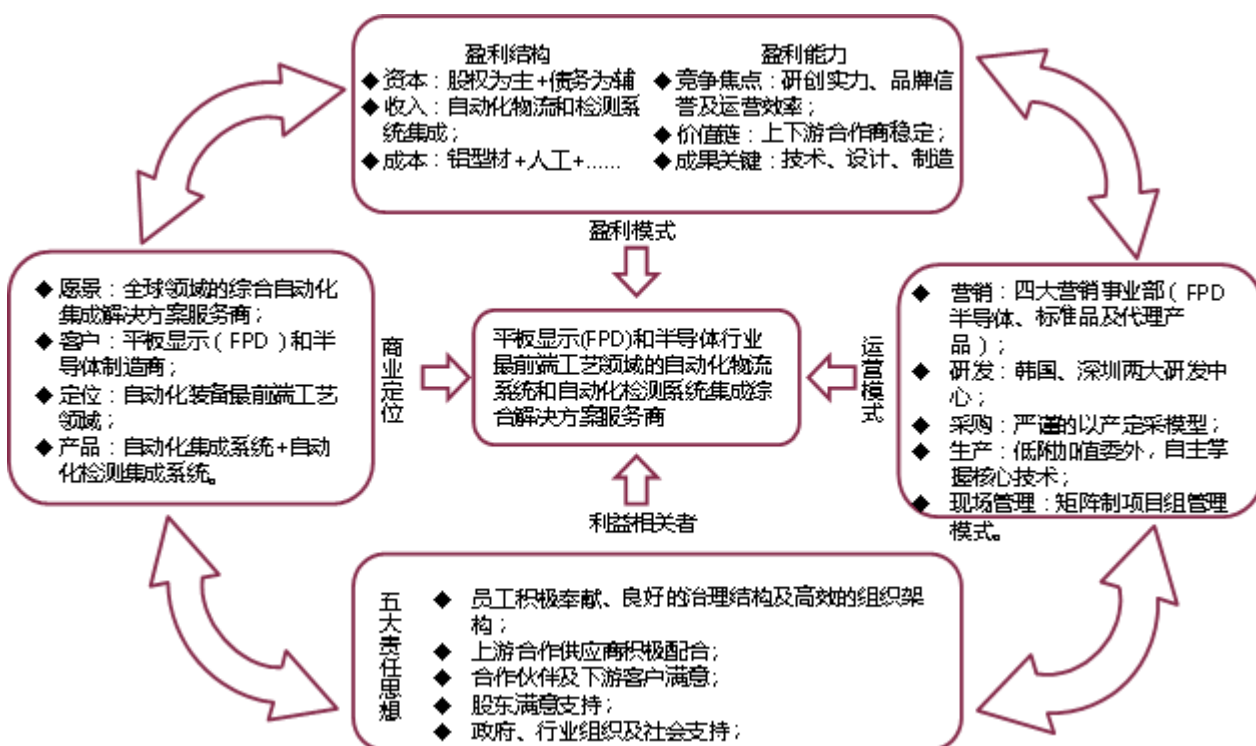 盈利结构
◆资本：股权为主+债务为辅
◆收入：自动化物流和检测系
统集成；
◆成本：铝型材+人工+……
盈利能力
◆竞争焦点：研创实力、品牌信
誉及运营效率；
◆价值链：上下游合作商稳定；
◆成果关键：技术、设计、制造
盈利模式
◆愿景：全球领域的综合自动化
集成解决方案服务商；
◆客户：平板显示（FPD）和半
导体制造商；
◆定位：自动化装备最前端工艺
领域；
◆产品：自动化集成系统+自动
化检测集成系统。
商业定位
平板显示(FPD)和半导体行业
最前端工艺领域的自动化物流
系统和自动化检测系统集成综
合解决方案服务商
运营模式
◆营销：四大营销事业部（FPD
半导体、标准品及代理产
品）；
◆研发：韩国、深圳两大研发中
心；
◆采购：严谨的以产定采模型；
◆生产：低附加值委外，自主掌
握核心技术；
◆现场管理：矩阵制项目组管理
模式。
利益相关者
五大责任思想
◆员工积极奉献、良好的治理结构及高效的组织架
构；
◆上游合作供应商积极配合；
◆合作伙伴及下游客户满意；
◆股东满意支持；
◆政府、行业组织及社会支持；